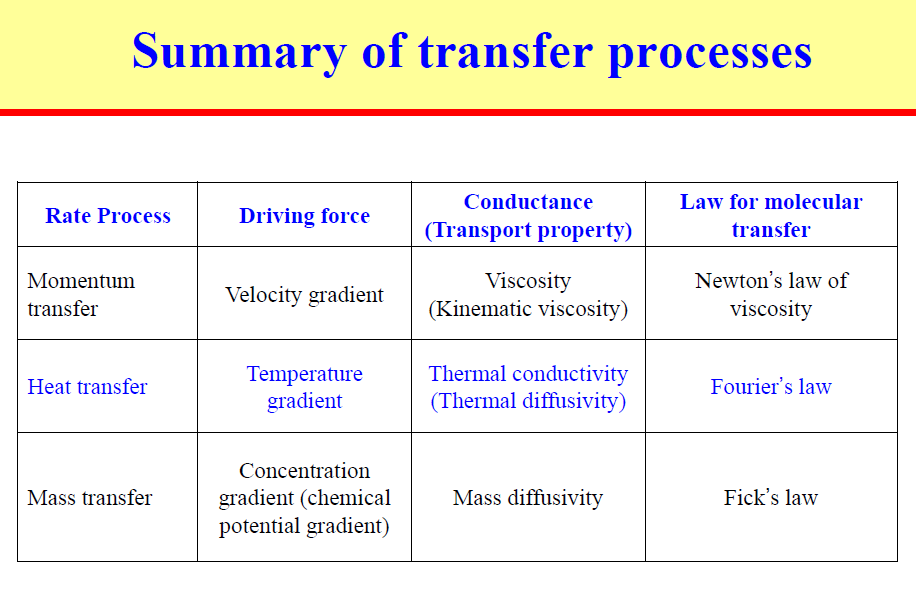 Summary of transfer processes
Rate Process
Driving force
Conductance
(Transport property)
Law for molecular
transfer
Momentum
transfer
Velocity gradient
Viscosity
(Kinematic viscosity)
Newton’s law of
viscosity
Heat transfer
Temperature
gradient
Thermal conductivity
(Thermal diffusivity)
Fourier’s law
Mass transfer
Concentration
gradient (chemical
potential gradient)
Mass diffusivity
Fick’s law